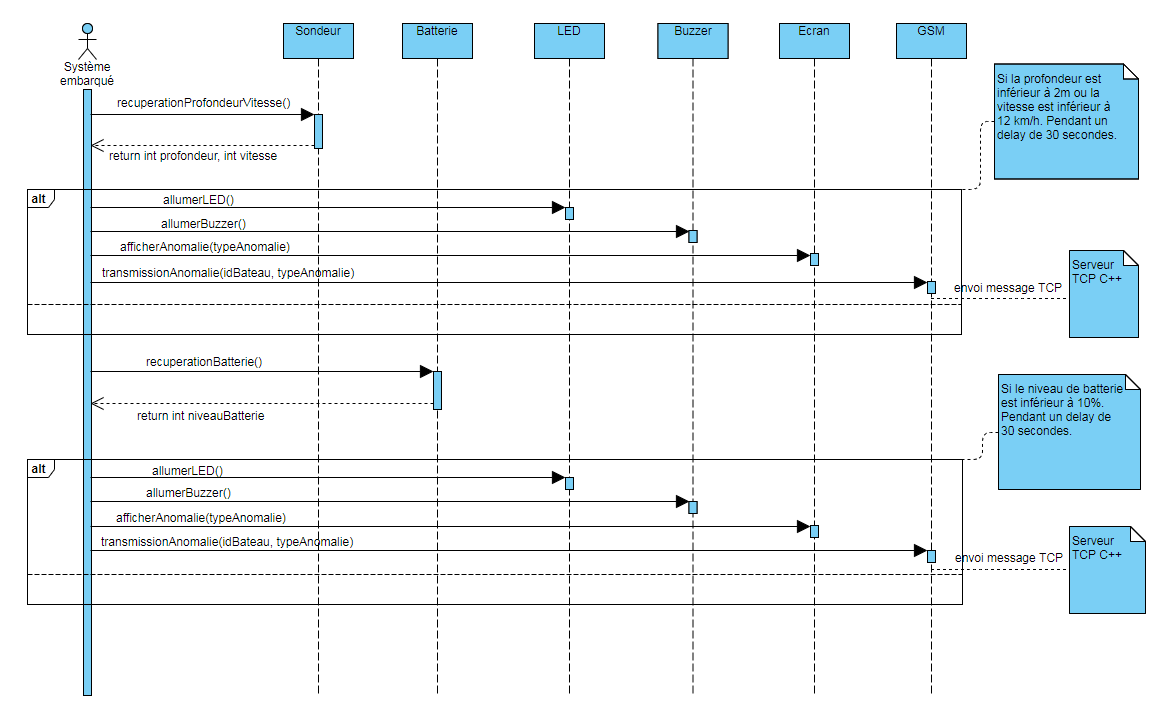 Système
embarqué
Sondeur
Batterie
LED
Buzzer
Ecran
GSM
Si la profondeur est
inférieur à 2m ou la
vitesse est inférieur à
12 km/h. Pendant un
delay de 30 secondes.
recuperationProfondeurVitesse()
return int profondeur, int vitesse
alt
allumerLED()
allumerBuzzer()
afficherAnomalie(typeAnomalie)
transmissionAnomalie(idBateau, typeAnomalie)
envoi message TCP
Serveur
TCP C++
recuperationBatterie()
return int niveauBatterie
Si le niveau de batterie
est inférieur à 10%.
Pendant un delay de
30 secondes.
alt
allumerLED()
allumerBuzzer()
afficherAnomalie(typeAnomalie)
transmissionAnomalie(idBateau, typeAnomalie)
envoi message TCP
Serveur
TCP C++